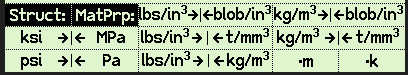 Struct: MatPrp: lbs/in³→|←blob/in³ kg/m³→|←blob/in³
ksi →|← MPa lbs/in³→|←t/mm³ kg/m³ →|←t/mm³
psi →|← Pa lbs/in³→|←kg/m³ ·m ·k